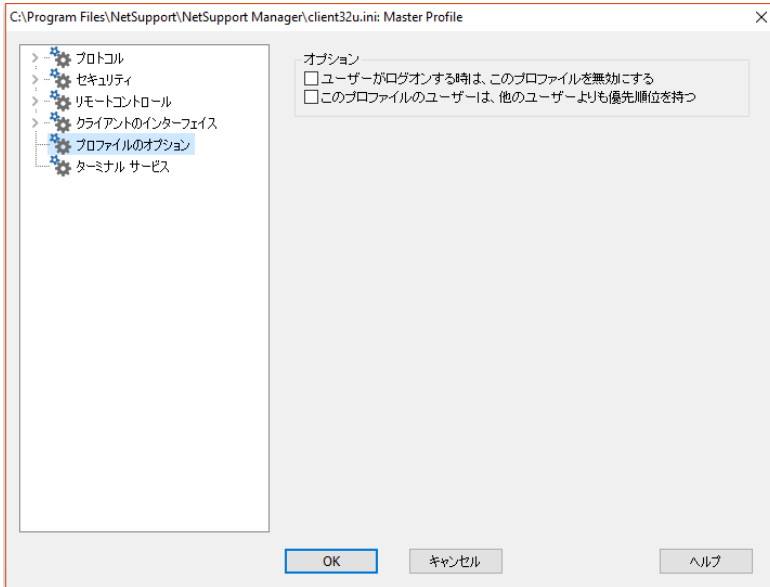 C:\Program Files\NetSupport\NetSupport Manager\client32u.ini: Master Profile
プロトコル
セキュリティ
リモートコントロール
クライアントのインターフェイス
プロファイルのオプション
ターミナル サービス
オプション
ユーザーがログオンする時は、このプロファイルを無効にする
このプロファイルのユーザーは、他のユーザーよりも優先順位を持つ
OK
キャンセル
ヘルプ